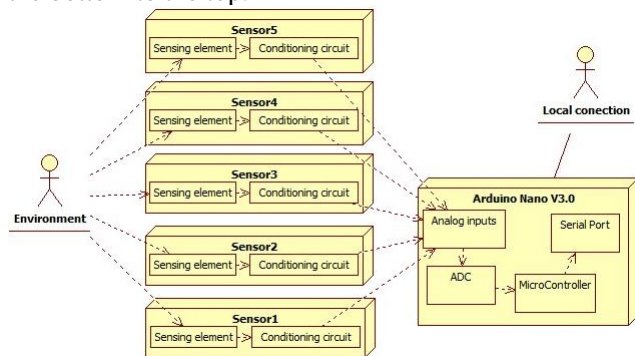 Sensor5
Sensing element Conditioning circuit
Sensor4
Sensing element Conditioning circuit
Sensor3
Sensing element Conditioning circuit
Sensor2
Sensing element Conditioning circuit
Sensor1
Sensing element Conditioning circuit
Environment
Local conection
Arduino Nano V3.0
Analog inputs
Serial Port
ADC
MicroController